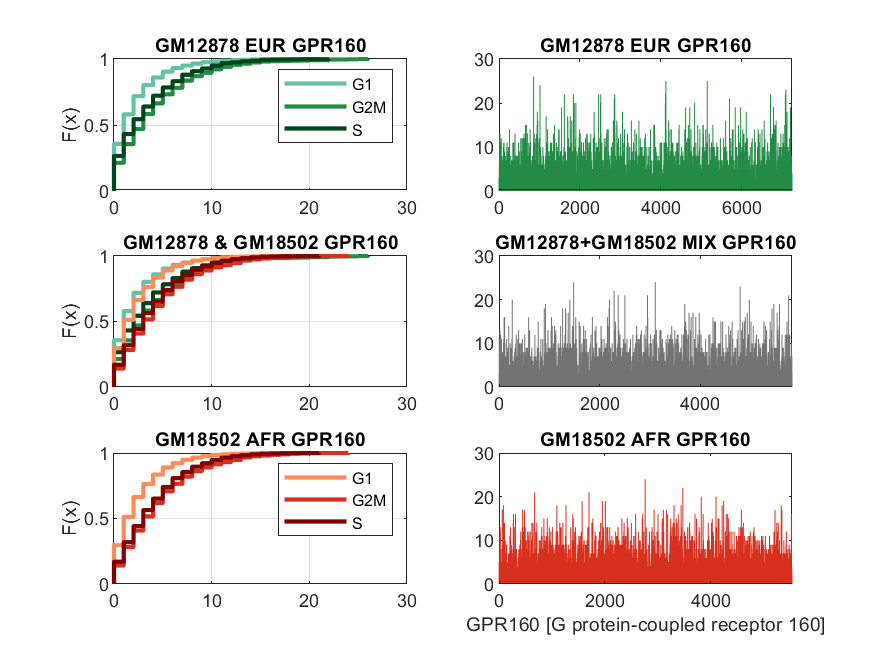 GM12878 EUR GPR160
1
0.5
0
F(x)
0 10 20 30
G1
G2M
S
GM12878 EUR GPR160
30
20
10
0
0 2000 4000 6000
GM12878 & GM18502 GPR160
1
0.5
0
F(x)
0 10 20 30
GM12878+GM18502 MIX GPR160
30
20
10
0
0 2000 4000
GM18502 AFR GPR160
1
0.5
0
F(x)
0 10 20 30
G1
G2M
S
GM18502 AFR GPR160
30
20
10
0
0 2000 4000
GPR160 [G protein-coupled receptor 160]